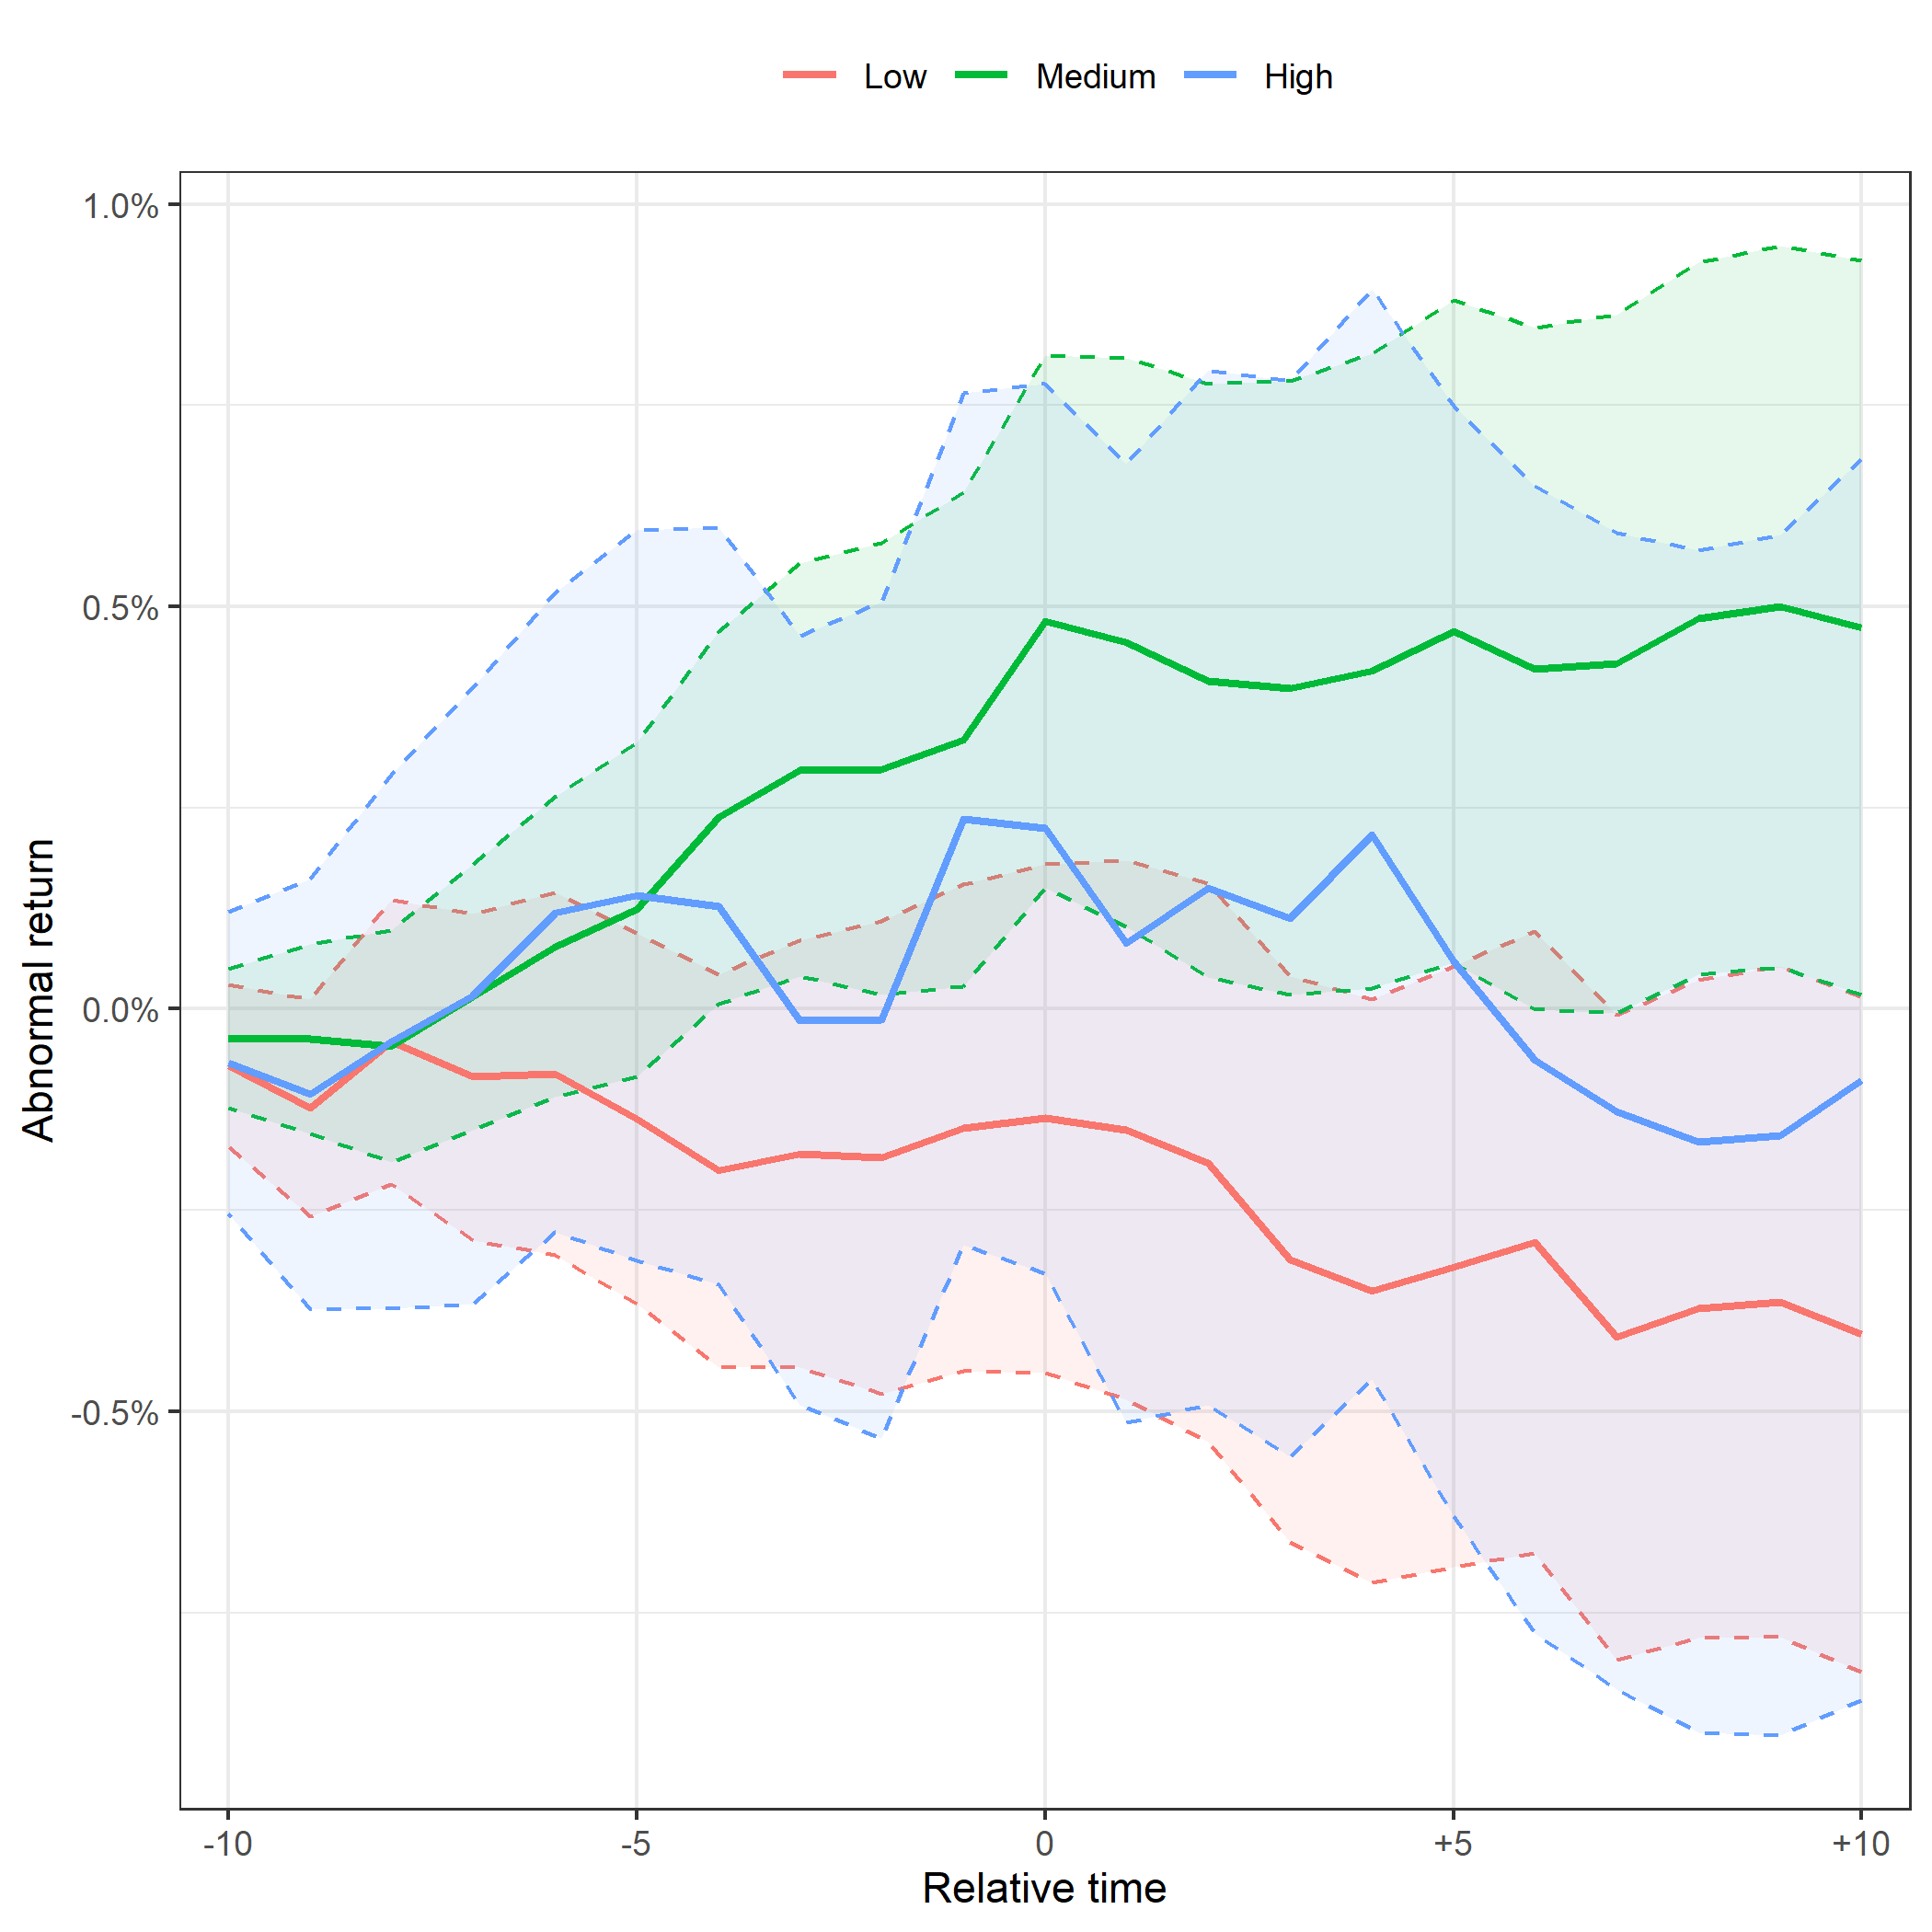 Low Medium High
Abnormal return
1.0%
0.5%
0.0%
-0.5%
-10 -5 0 +5 +10
Relative time